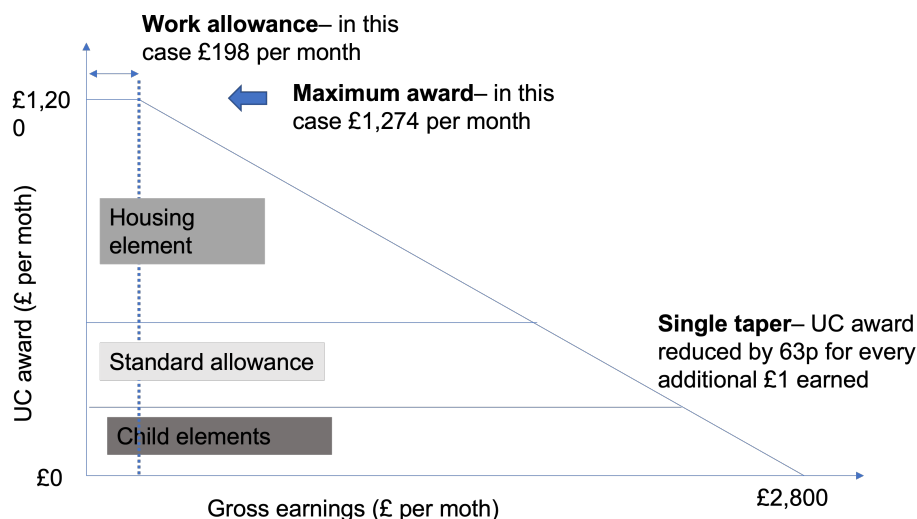 Work allowance– in this
case £198 per month
£1,20
0
Maximum award– in this
case £1,274 per month
UC award (£ per moth)
Housing
element
Single taper– UC award
reduced by 63p for every
additional £1 earned
Standard allowance
Child elements
£0
£2,800
Gross earnings (£ per moth)